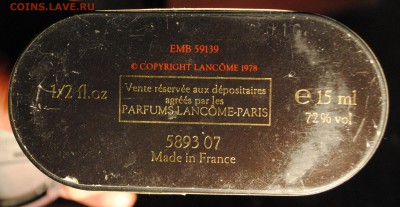 COINS.LAVE.RU
EMB 59139
© COPYRIGHT LANCÔME 1978
1/2 fl.oz
Vente réservée aux dépositaires
agréés par les
PARFUMS LANCÔME-PARIS
e 15 ml
72% vol
5893 07
Made in France